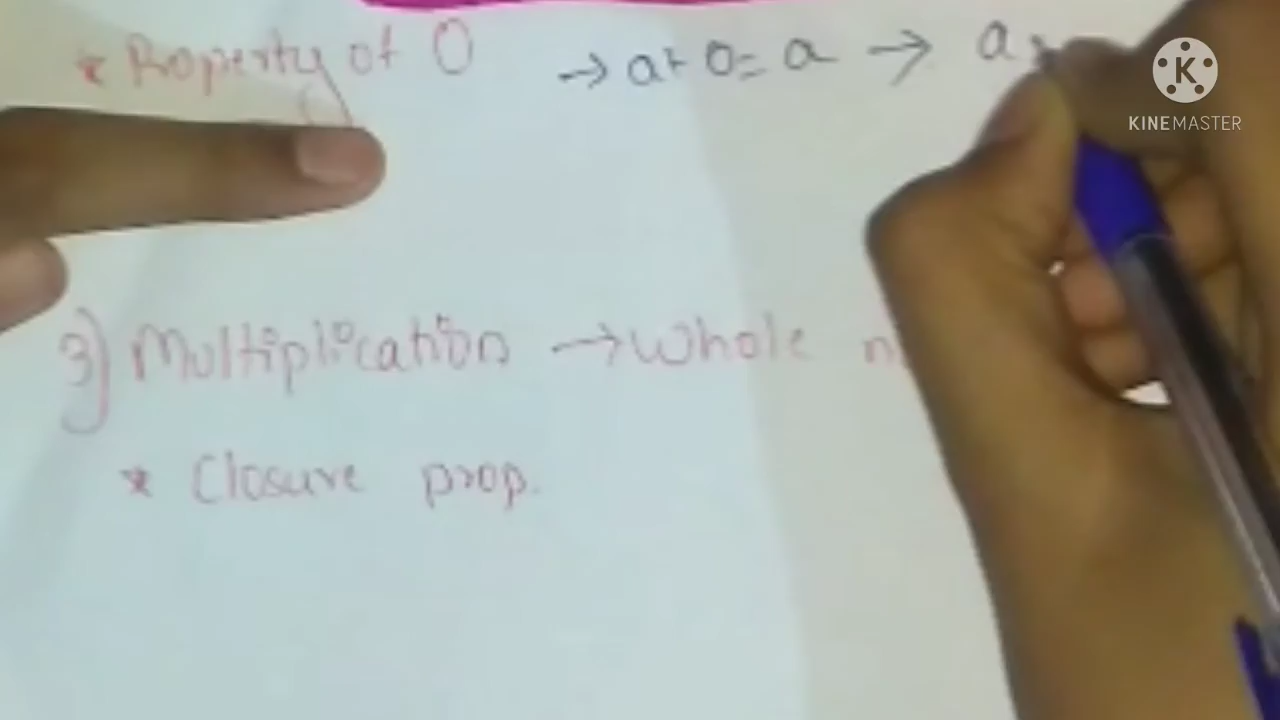 * Property of 0 → a+0=a → a
3) Multiplication → Whole
* Closure prop.
K
KINEMASTER